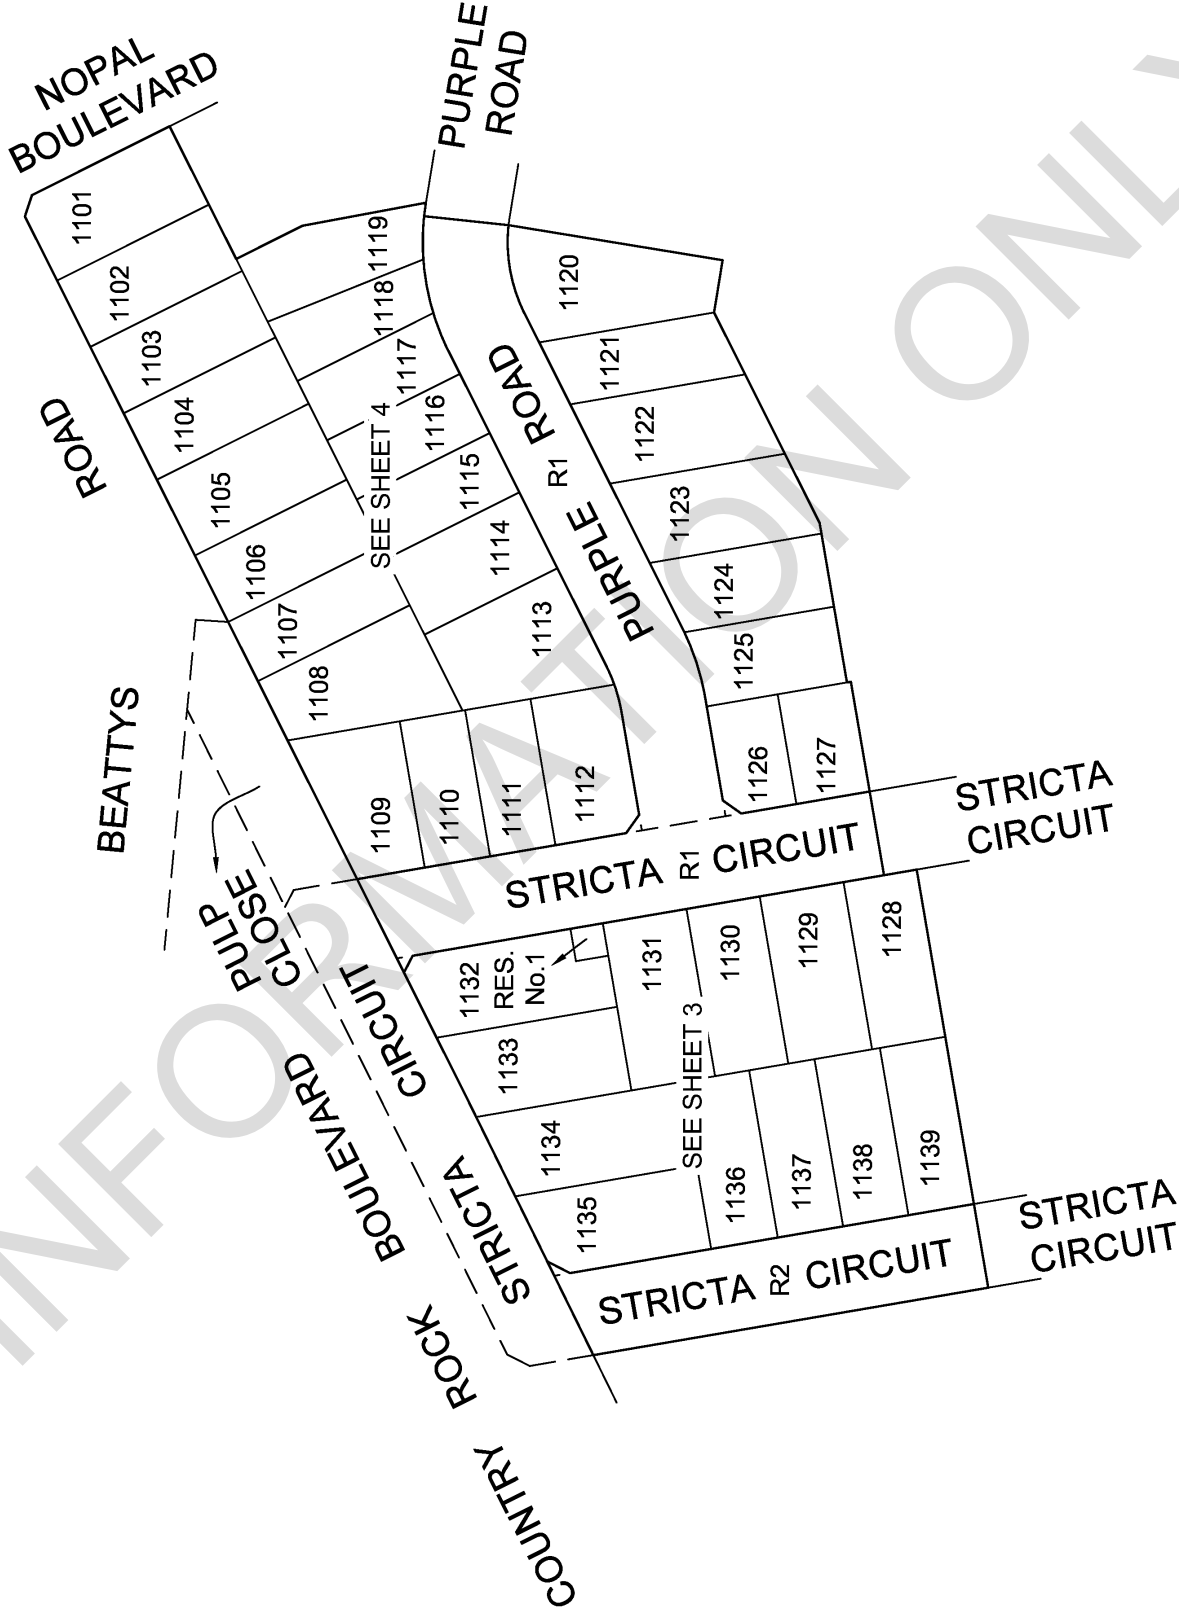 NOPAL
BOULEVARD
PURPLE
ROAD
1101
1102
1103
1104
1105
1106
1107
1108
ROAD
BEATTYS
1119
1118
1117
1116
1115
1114
1113
SEE SHEET 4
1120
1121
1122
1123
1124
1125
1126
1127
PURPLE R1 ROAD
1109
1110
1111
1112
PULP
CLOSE
STRICTA R1 CIRCUIT
STRICTA
CIRCUIT
1132
RES.
No.1
1131
1130
1129
1128
1133
1134
1135
SEE SHEET 3
1136
1137
1138
1139
STRICTA CIRCUIT
COUNTRY ROCK BOULEVARD
STRICTA R2 CIRCUIT
STRICTA
CIRCUIT
INFORMATION ONLY